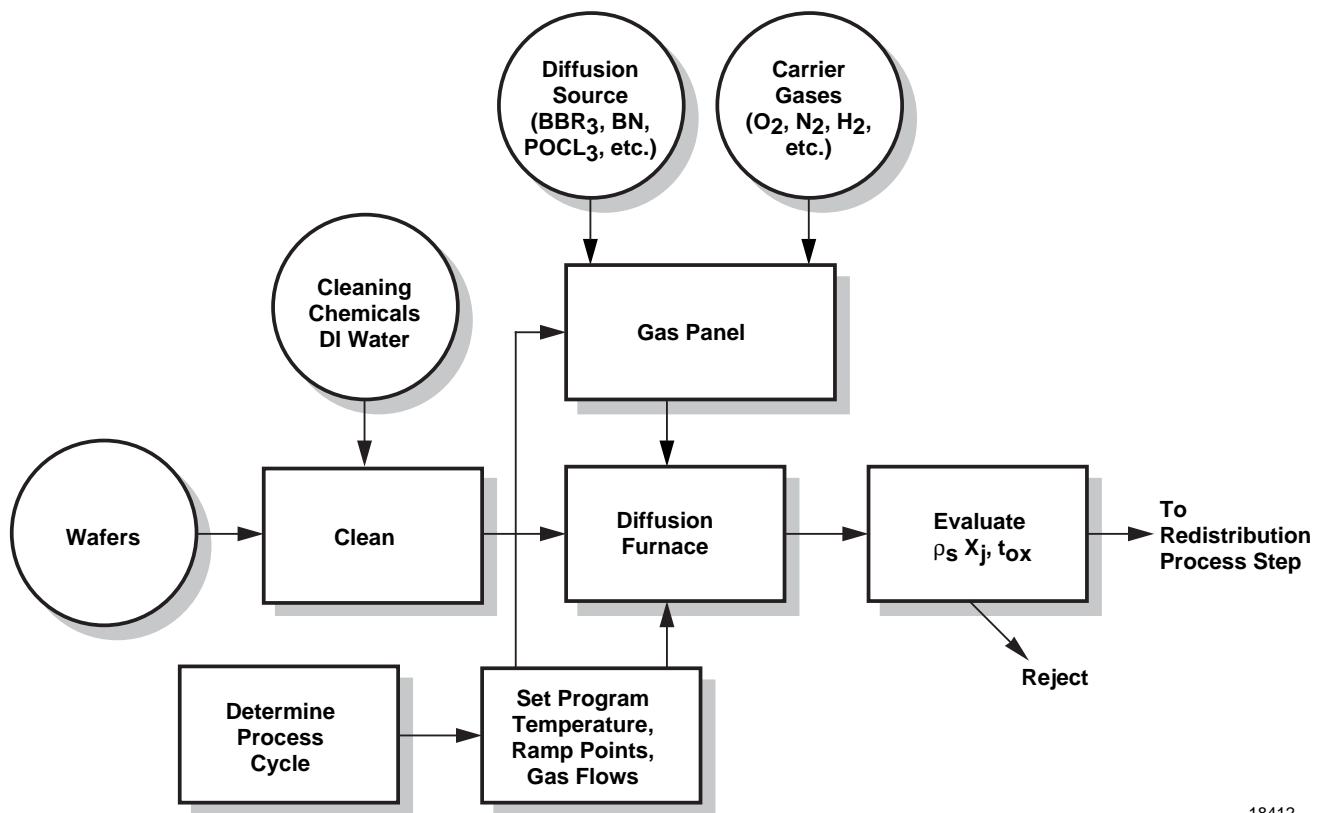 Diffusion
Source
(BBR3, BN,
POCL3, etc.)
Carrier
Gases
(O2, N2, H2,
etc.)
Cleaning
Chemicals
DI Water
Gas Panel
Wafers
Clean
Diffusion
Furnace
Evaluate
ρs Xj, tox
To
Redistribution
Process Step
Reject
Determine
Process
Cycle
Set Program
Temperature,
Ramp Points,
Gas Flows
18412